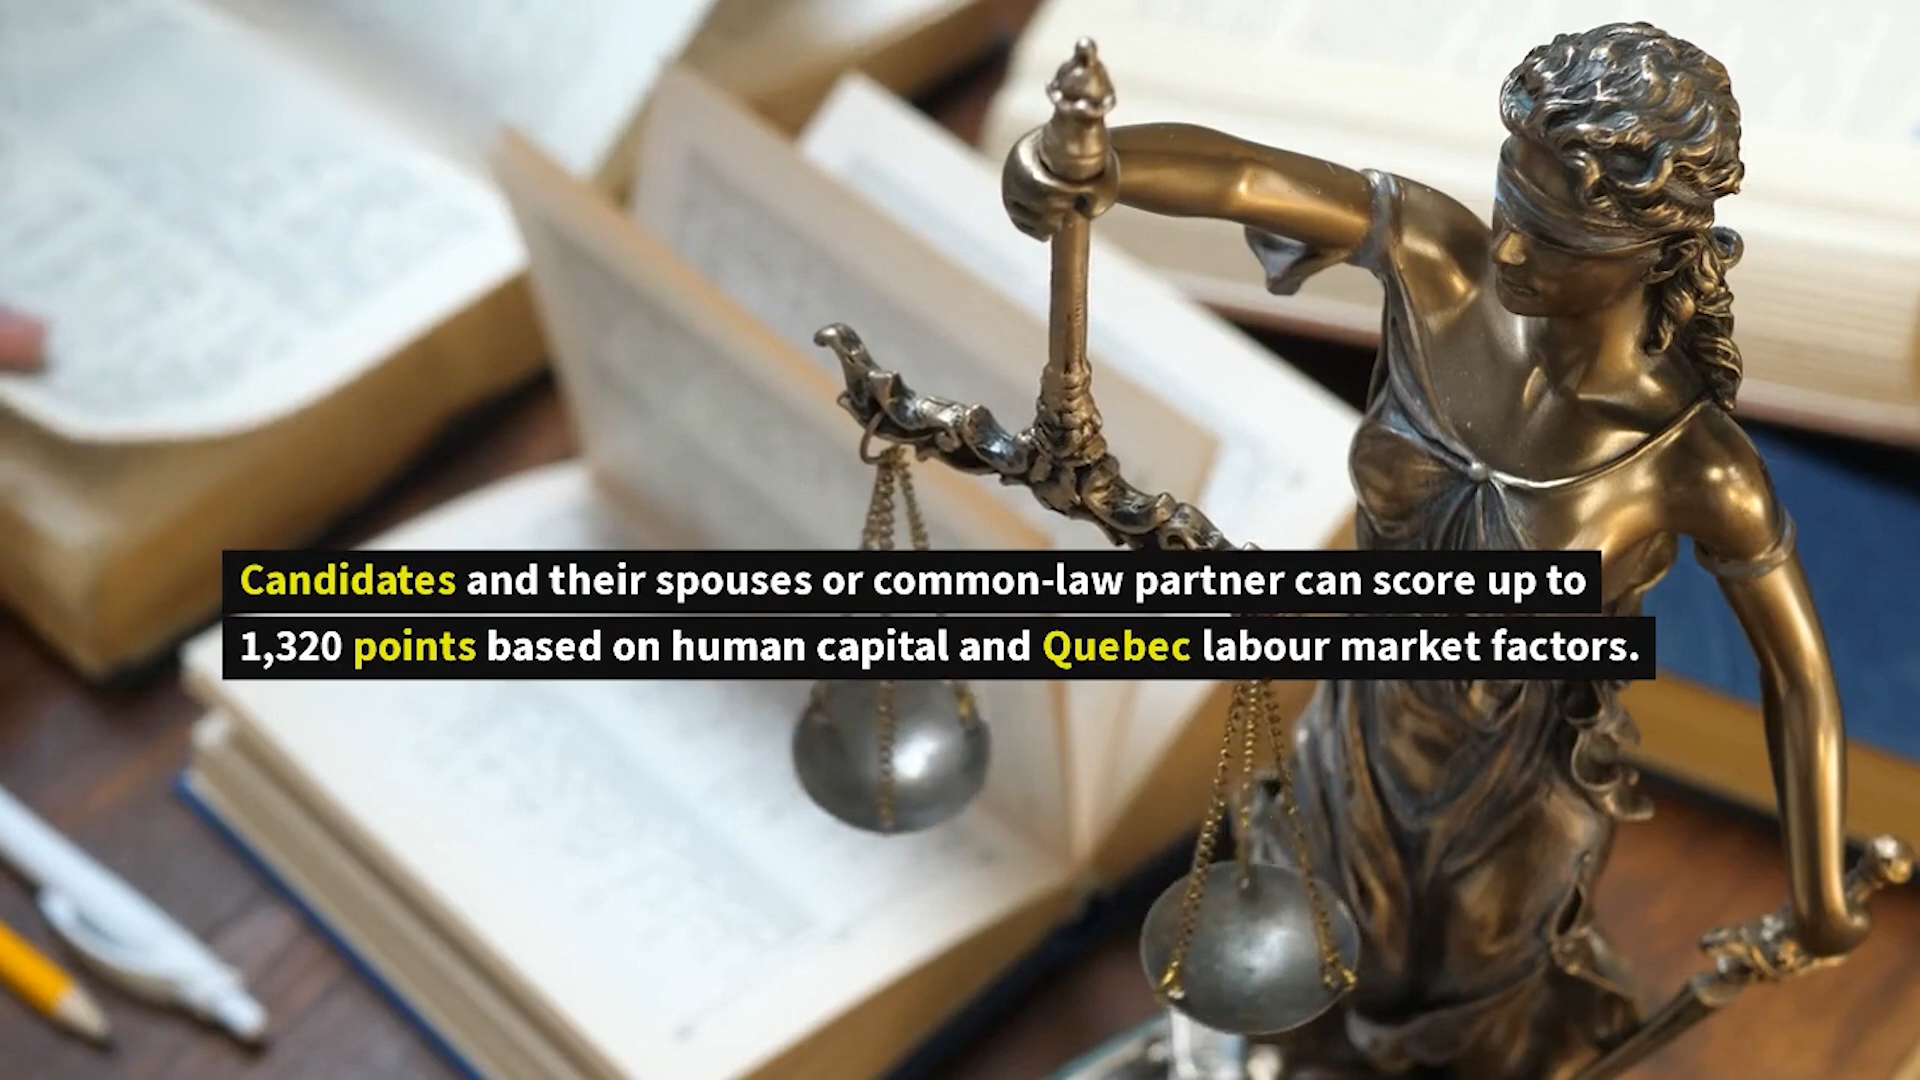 Candidates and their spouses or common-law partner can score up to
1,320 points based on human capital and Quebec labour market factors.